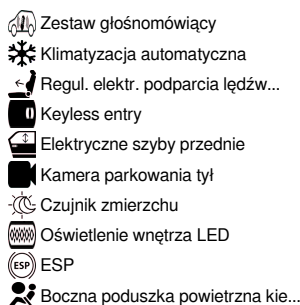 Zestaw głośnomówiący
Klimatyzacja automatyczna
Regul. elektr. podparcia lędźw...
Keyless entry
Elektryczne szyby przednie
Kamera parkowania tył
Czujnik zmierzchu
Oświetlenie wnętrza LED
ESP ESP
Boczna poduszka powietrzna kie...